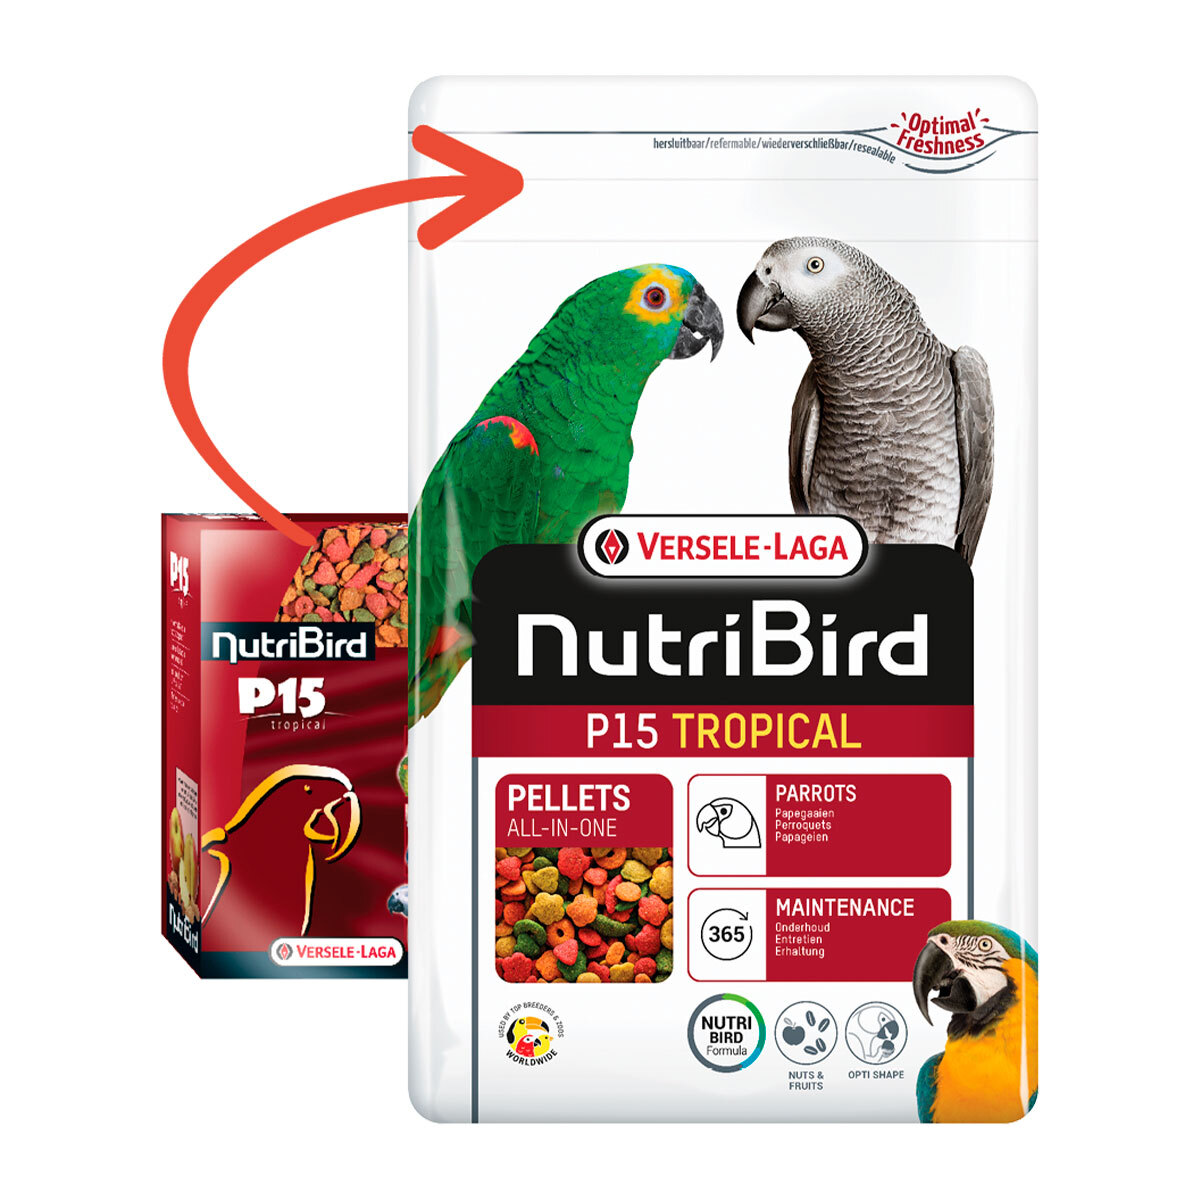 Optimal
Freshness
hersluitbaar/refermable/wiederverschließbar/resealable
VERSELE-LAGA
NutriBird
P15 TROPICAL
PELLETS
ALL-IN-ONE
PARROTS
Papegaaien
Perroquets
Papageien
365
MAINTENANCE
Onderhoud
Entretien
Erhaltung
USED BY TOP BREEDERS & ZOOS
WORLDWIDE
NUTRI
BIRD
Formula
NUTS &
FRUITS
OPTI SHAPE
P15
NutriBird
P15
tropical
NutriBird
VERSELE-LAGA